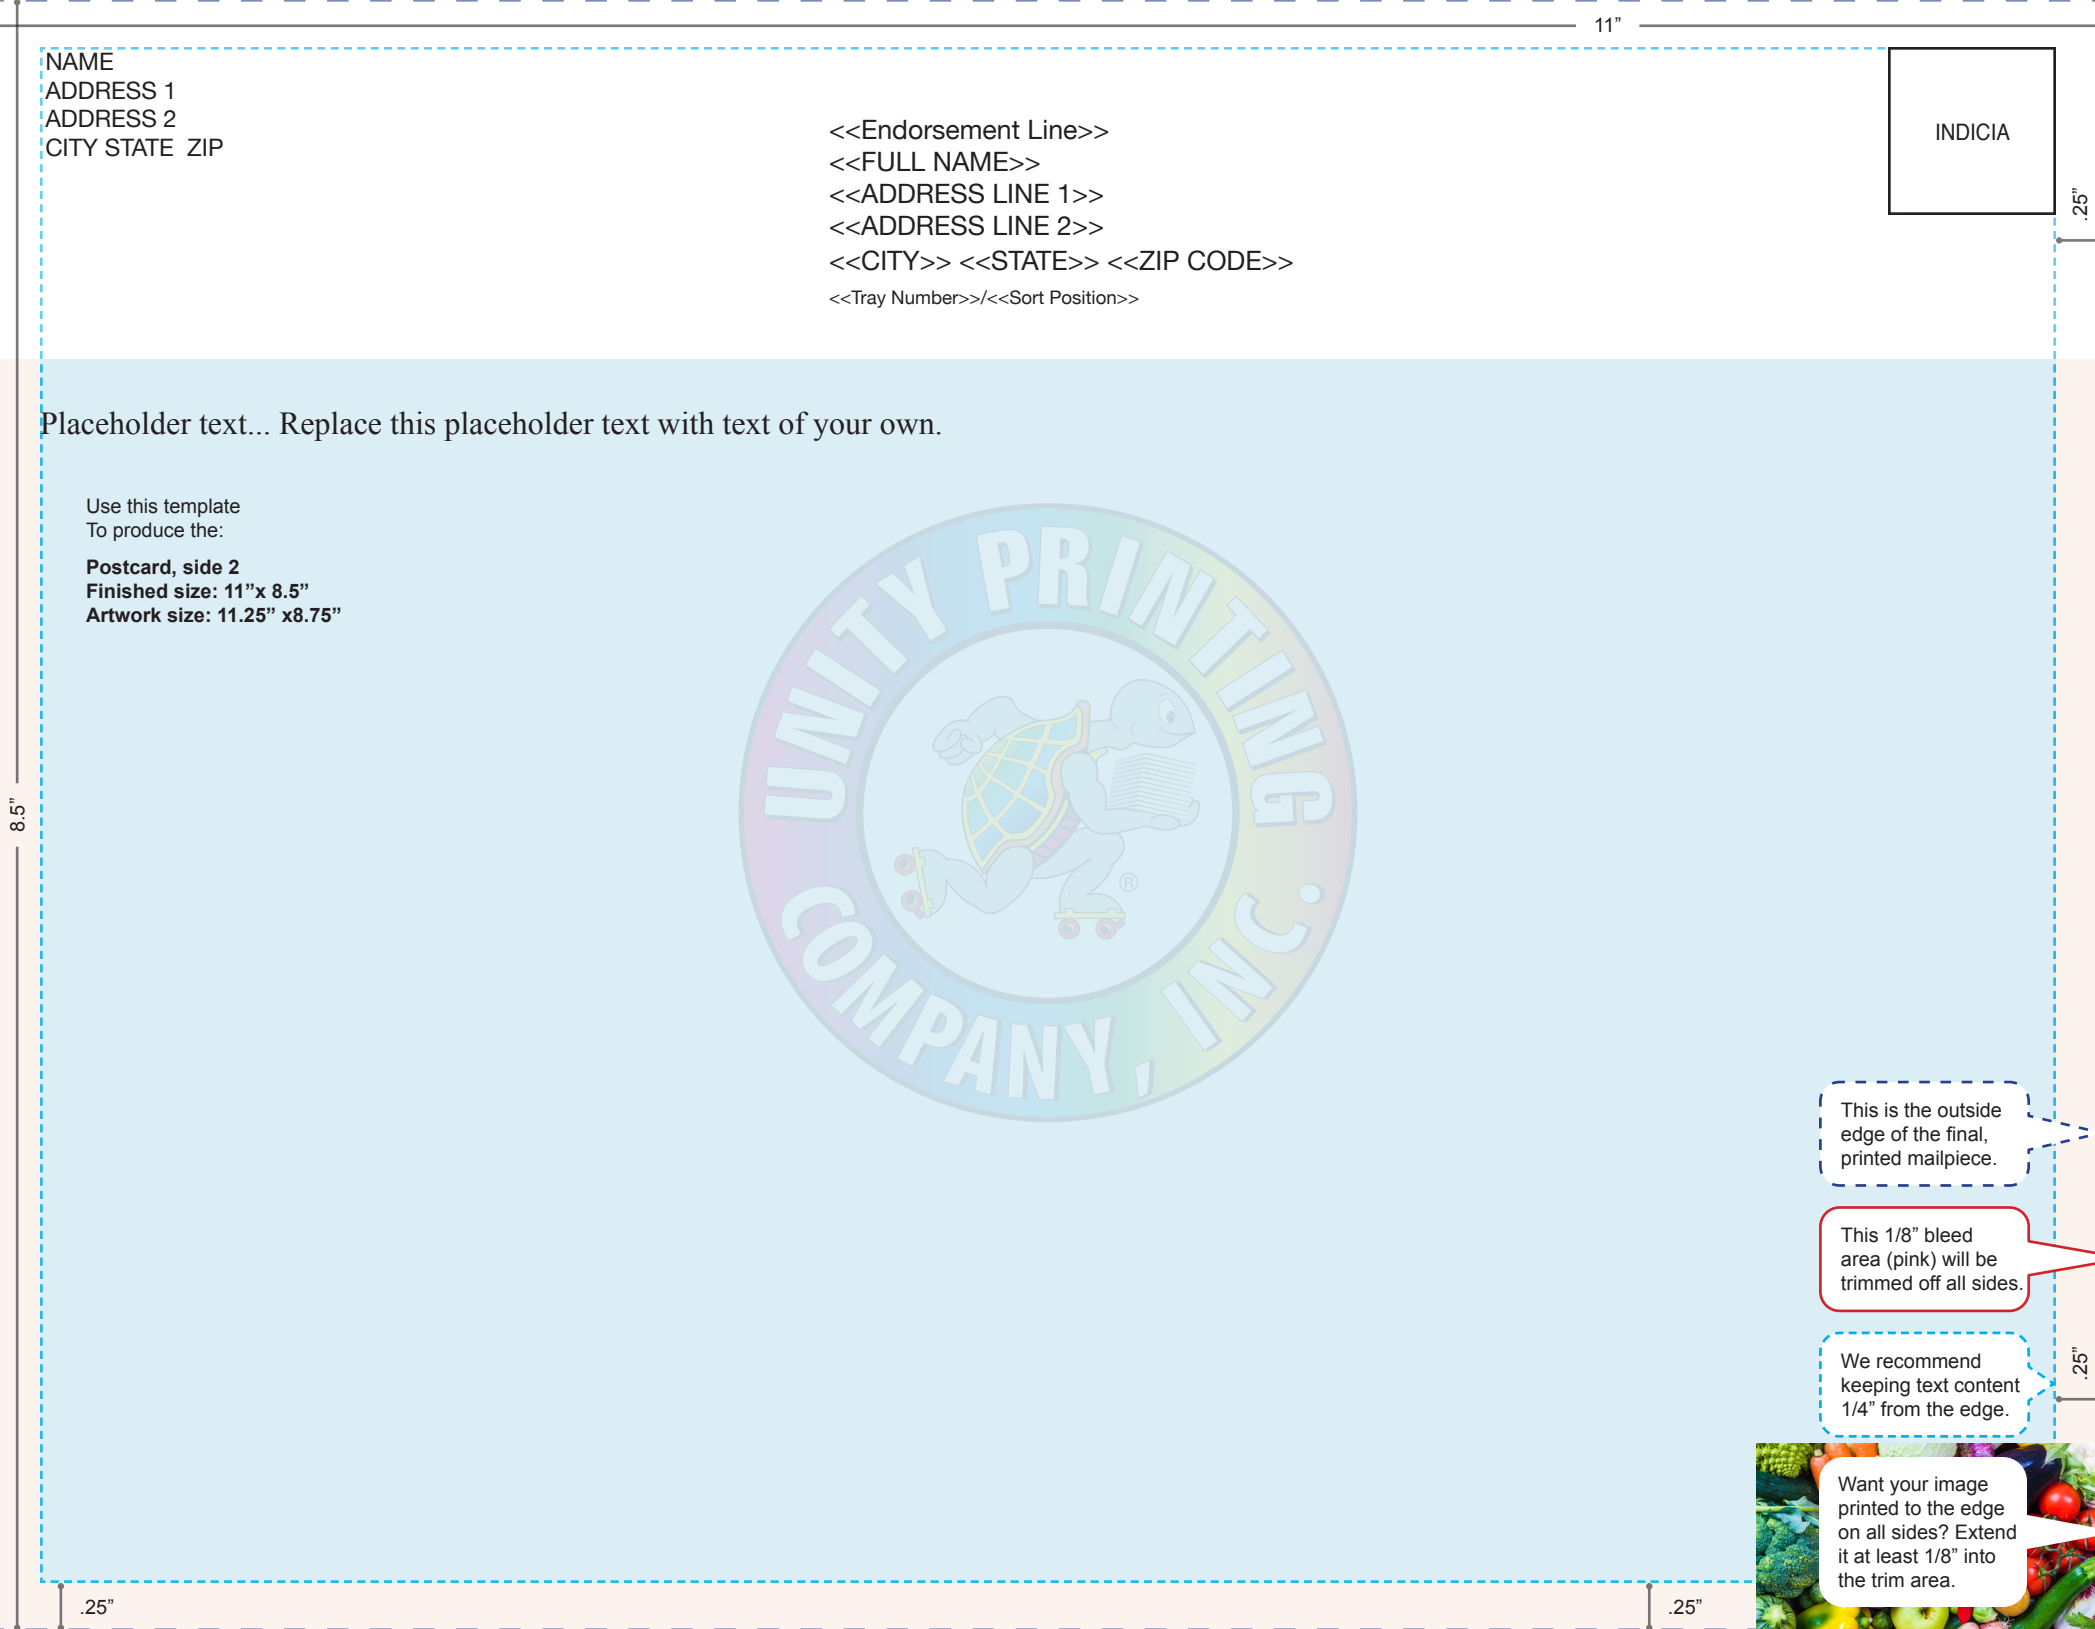 11”
NAME
ADDRESS 1
ADDRESS 2
CITY STATE  ZIP
<<Endorsement Line>>
<<FULL NAME>>
<<ADDRESS LINE 1>>
<<ADDRESS LINE 2>>
<<CITY>> <<STATE>> <<ZIP CODE>>
<<Tray Number>>/<<Sort Position>>
INDICIA
.25”
Placeholder text... Replace this placeholder text with text of your own.
Use this template
To produce the:
Postcard, side 2
Finished size: 11”x 8.5”
Artwork size: 11.25” x8.75”
UNITY PRINTING
COMPANY, INC.
®
8.5”
This is the outside
edge of the final,
printed mailpiece.
This 1/8” bleed
area (pink) will be
trimmed off all sides.
We recommend
keeping text content
1/4” from the edge.
.25”
Want your image
printed to the edge
on all sides? Extend
it at least 1/8” into
the trim area.
.25”
.25”